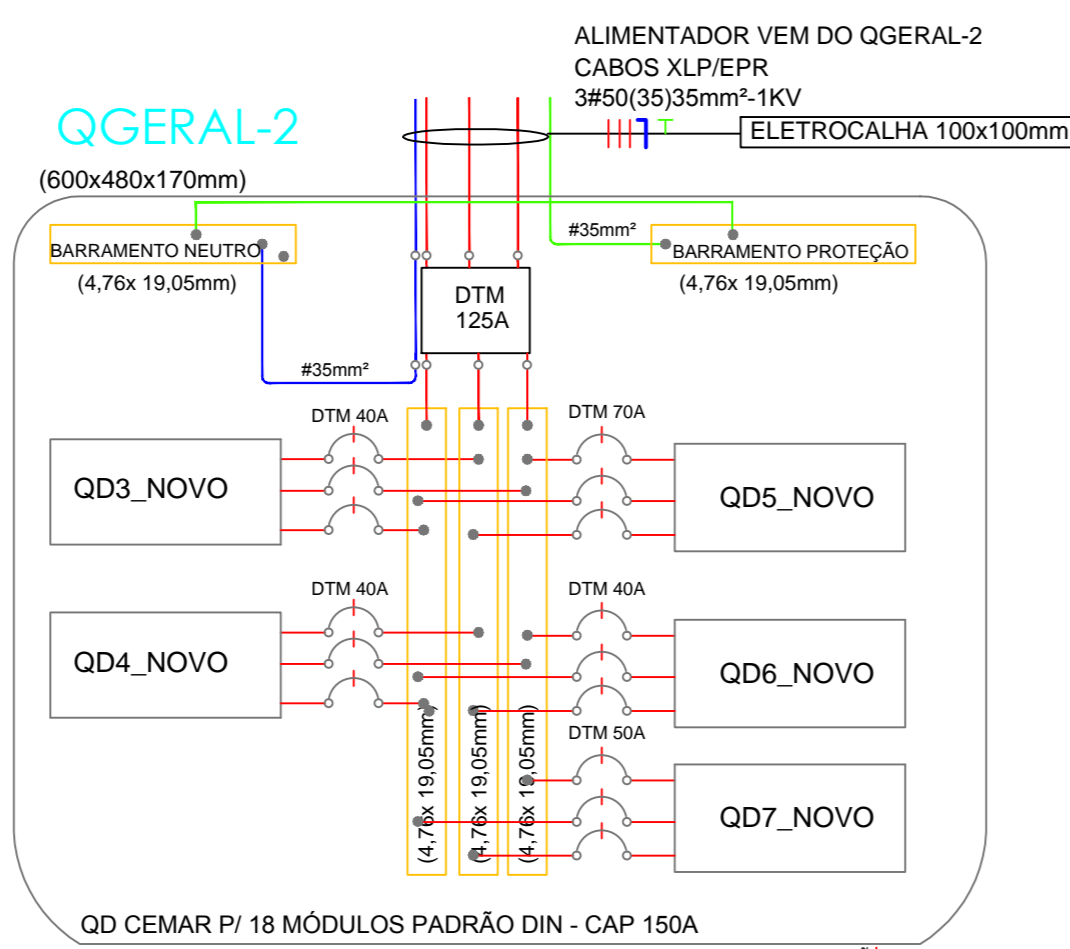 ALIMENTADOR VEM DO QGERAL-2
CABOS XLP/EPR
3#50(35)35mm²-1KV
ELETROCALHA 100x100mm
QGERAL-2
(600x480x170mm)
BARRAMENTO NEUTRO
(4,76x 19,05mm)
#35mm²
BARRAMENTO PROTEÇÃO
(4,76x 19,05mm)
DTM
125A
#35mm²
DTM 40A
DTM 70A
QD3_NOVO
QD5_NOVO
DTM 40A
DTM 40A
QD4_NOVO
QD6_NOVO
(4,76x 19,05mm)
(4,76x 19,05mm)
(4,76x 19,05mm)
DTM 50A
QD7_NOVO
QD CEMAR P/ 18 MÓDULOS PADRÃO DIN - CAP 150A